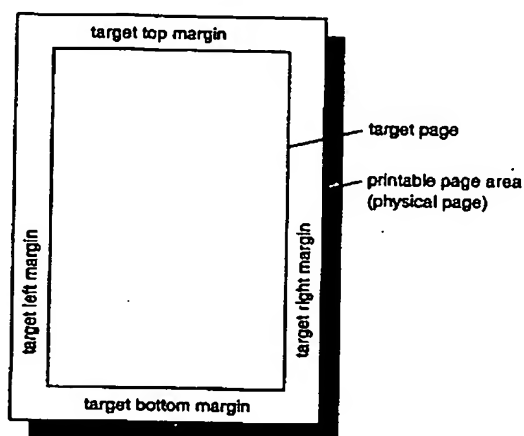 target top margin
target page
printable page area
(physical page)
target left margin
target right margin
target bottom margin